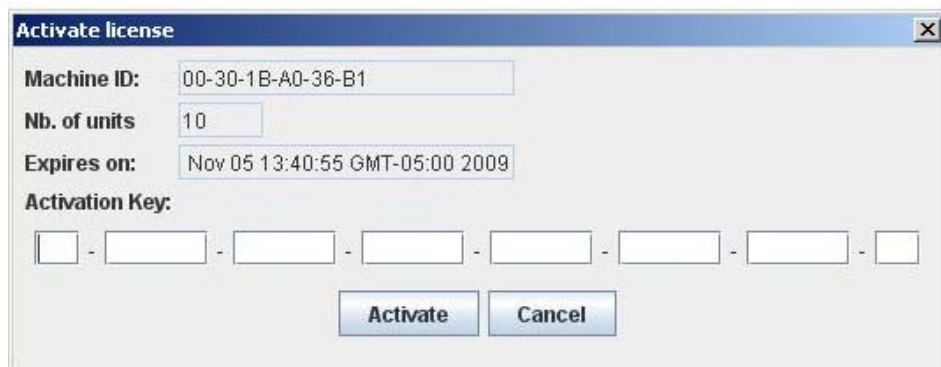 Activate license
Machine ID: 00-30-1B-A0-36-B1
Nb. of units 10
Expires on: Nov 05 13:40:55 GMT-05:00 2009
Activation Key:
- - - - - - -
Activate Cancel